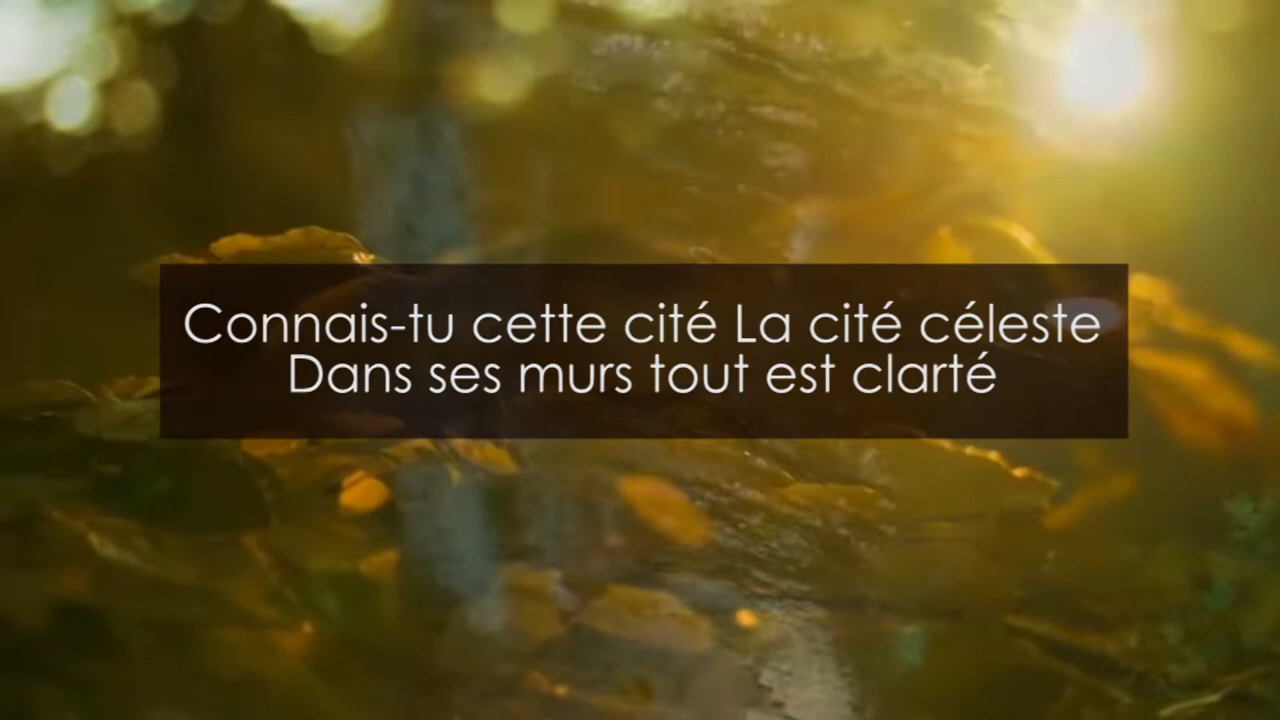 Connais-tu cette cité La cité céleste
Dans ses murs tout est clarté